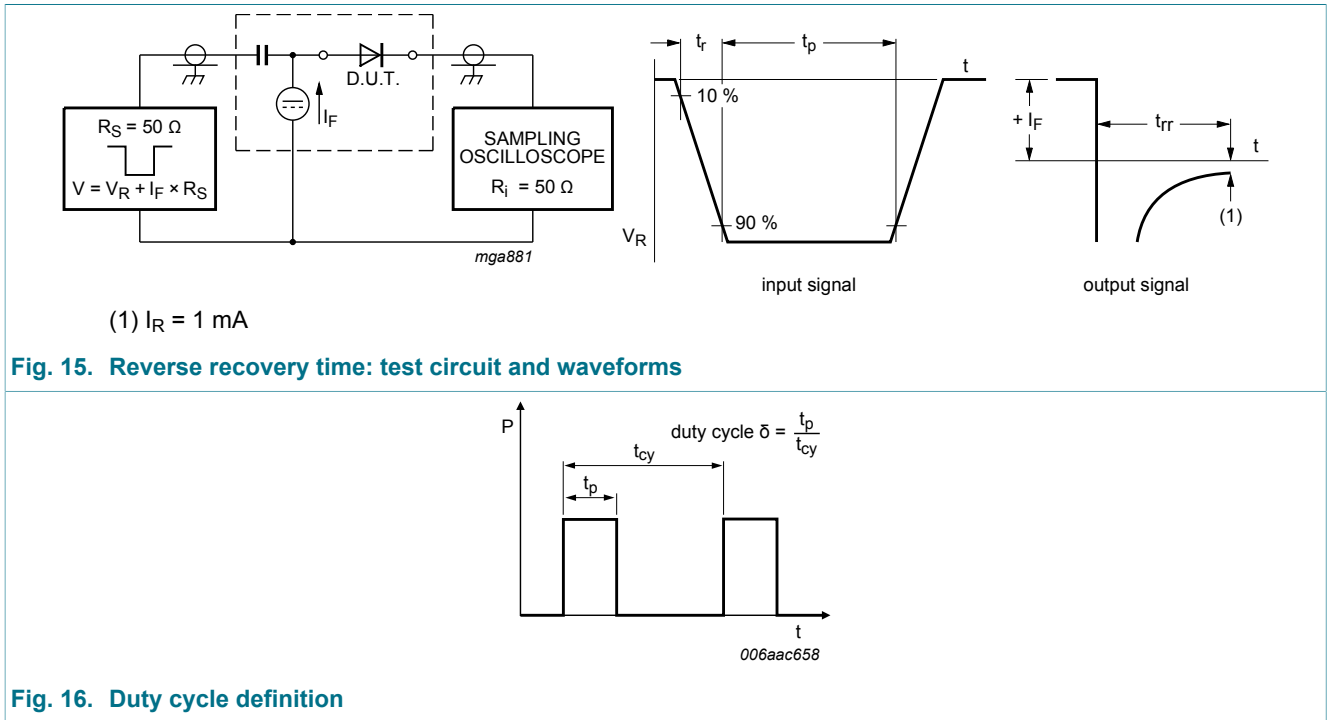 D.U.T.
I_F
R_S = 50 Ω
V = V_R + I_F × R_S
SAMPLING
OSCILLOSCOPE
R_i = 50 Ω
mga881
t_r
t_p
t
10 %
90 %
V_R
input signal
+ I_F
t_rr
t
(1)
output signal
(1) I_R = 1 mA
Fig. 15. Reverse recovery time: test circuit and waveforms
P
duty cycle δ = t_p / t_cy
t_cy
t_p
t
006aac658
Fig. 16. Duty cycle definition